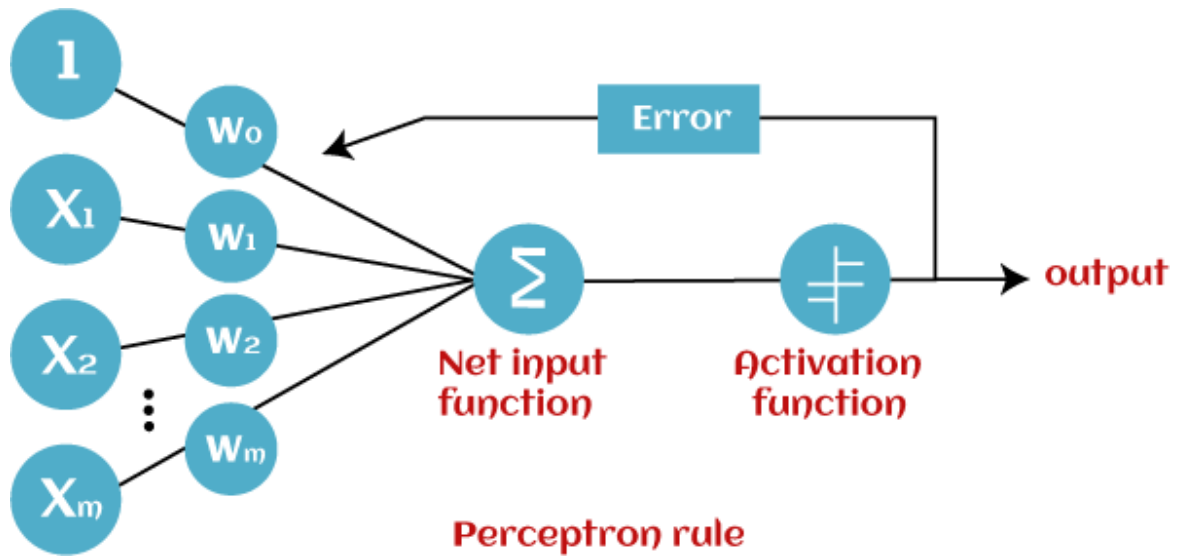 1
W₀
Error
X₁
W₁
Σ
output
X₂
W₂
Net input
function
Activation
function
Xₘ
Wₘ
Perceptron rule